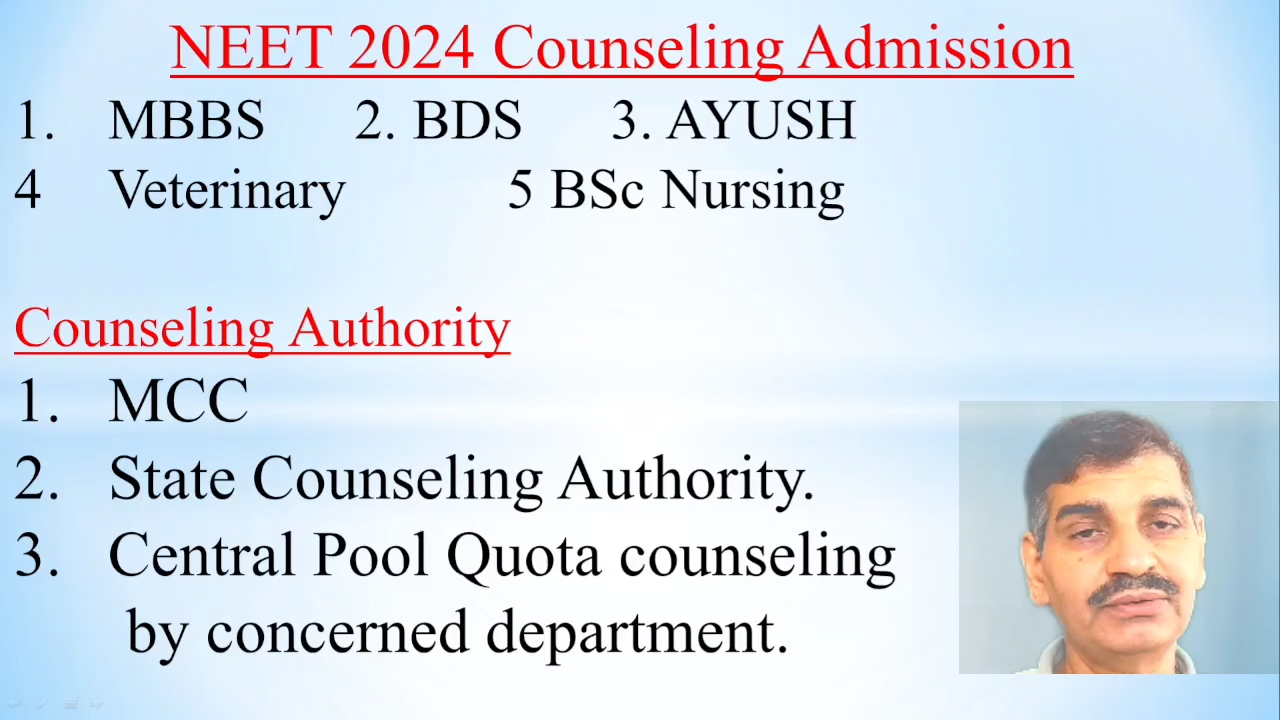 NEET 2024 Counseling Admission
1. MBBS 2. BDS 3. AYUSH
4 Veterinary 5 BSc Nursing
Counseling Authority
1. MCC
2. State Counseling Authority.
3. Central Pool Quota counseling
by concerned department.